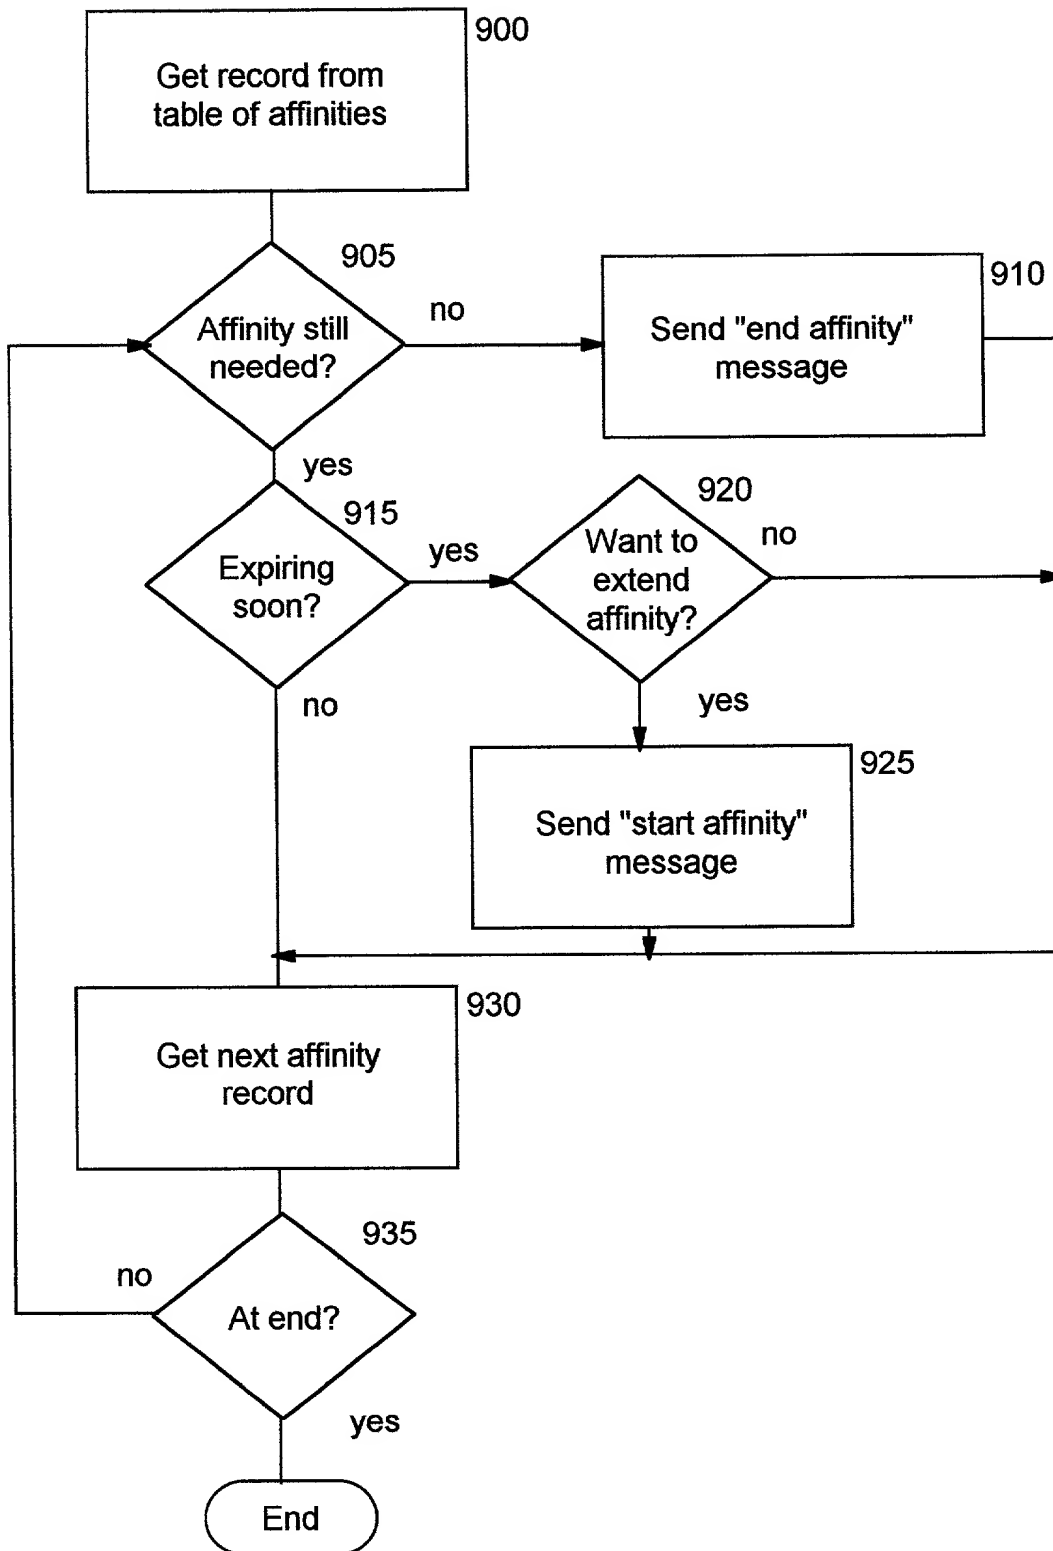 900
Get record from
table of affinities
905
Affinity still
needed?
no
910
Send "end affinity"
message
yes
915
Expiring
soon?
yes
920
Want to
extend
affinity?
no
no
yes
925
Send "start affinity"
message
930
Get next affinity
record
935
no
At end?
yes
End